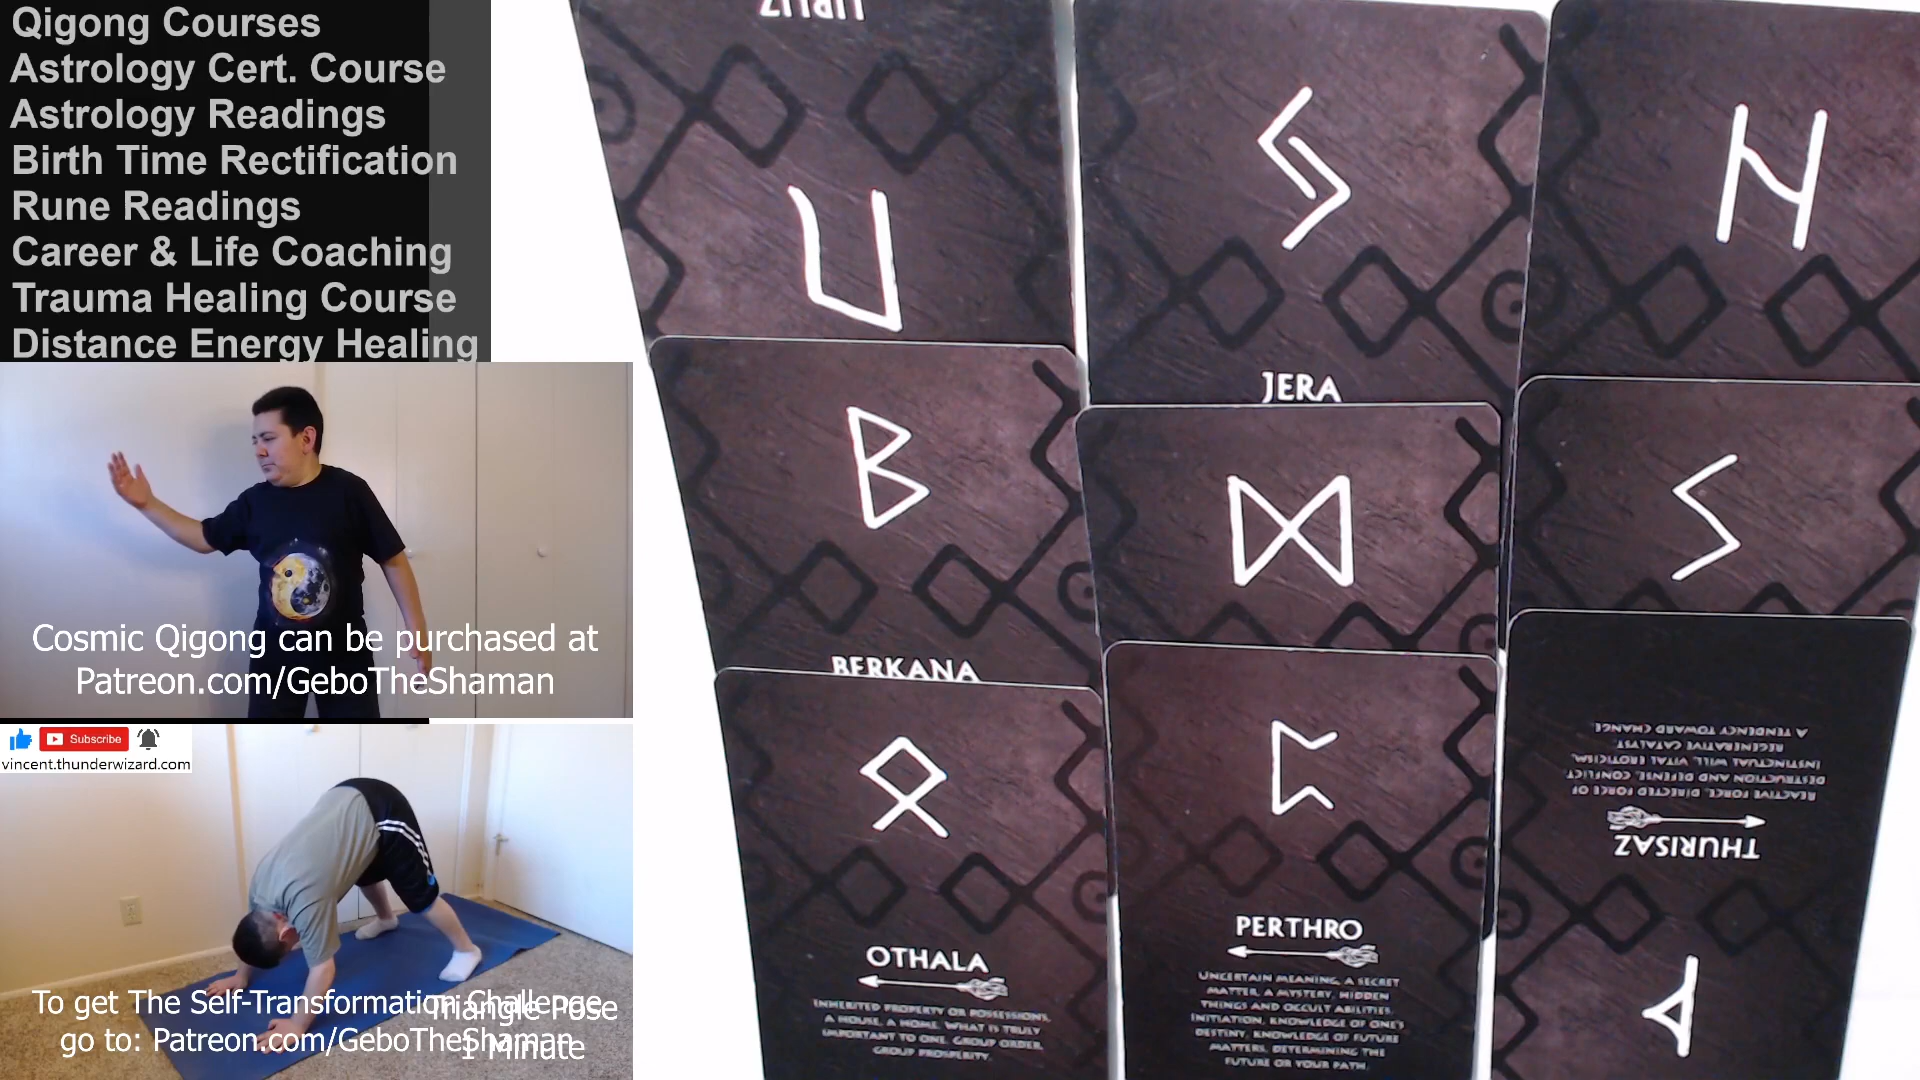 Qigong Courses
Astrology Cert. Course
Astrology Readings
Birth Time Rectification
Rune Readings
Career & Life Coaching
Trauma Healing Course
Distance Energy Healing
Cosmic Qigong can be purchased at
Patreon.com/GeboTheShaman
Subscribe
vincent.thunderwizard.com
To get The Self-Transformation Challenge
go to: Patreon.com/GeboTheShaman
Triangle Pose
1 Minute
URUZ
JERA
BERKANA
OTHALA
INHERITED PROPERTY OR POSSESSIONS,
A HOUSE, A HOME. WHAT IS TRULY
IMPORTANT TO ONE. GROUP ORDER,
GROUP PROSPERITY.
PERTHRO
UNCERTAIN MEANING, A SECRET
MATTER, A MYSTERY, HIDDEN
THINGS AND OCCULT ABILITIES.
INITIATION, KNOWLEDGE OF ONE'S
DESTINY, KNOWLEDGE OF FUTURE
MATTERS, DETERMINING THE
FUTURE OR YOUR PATH.
THURISAZ
REACTIVE FORCE, DIRECTED FORCE OF
DESTRUCTION AND DEFENSE, CONFLICT.
INSTINCTUAL WILL, VITAL EROTICISM,
REGENERATIVE CATALYST.
A TENDENCY TOWARD CHANGE.